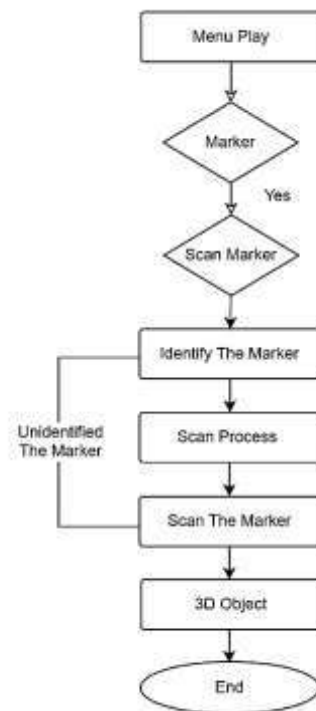 Menu Play
Marker
Yes
Scan Marker
Identify The Marker
Unidentified
The Marker
Scan Process
Scan The Marker
3D Object
End